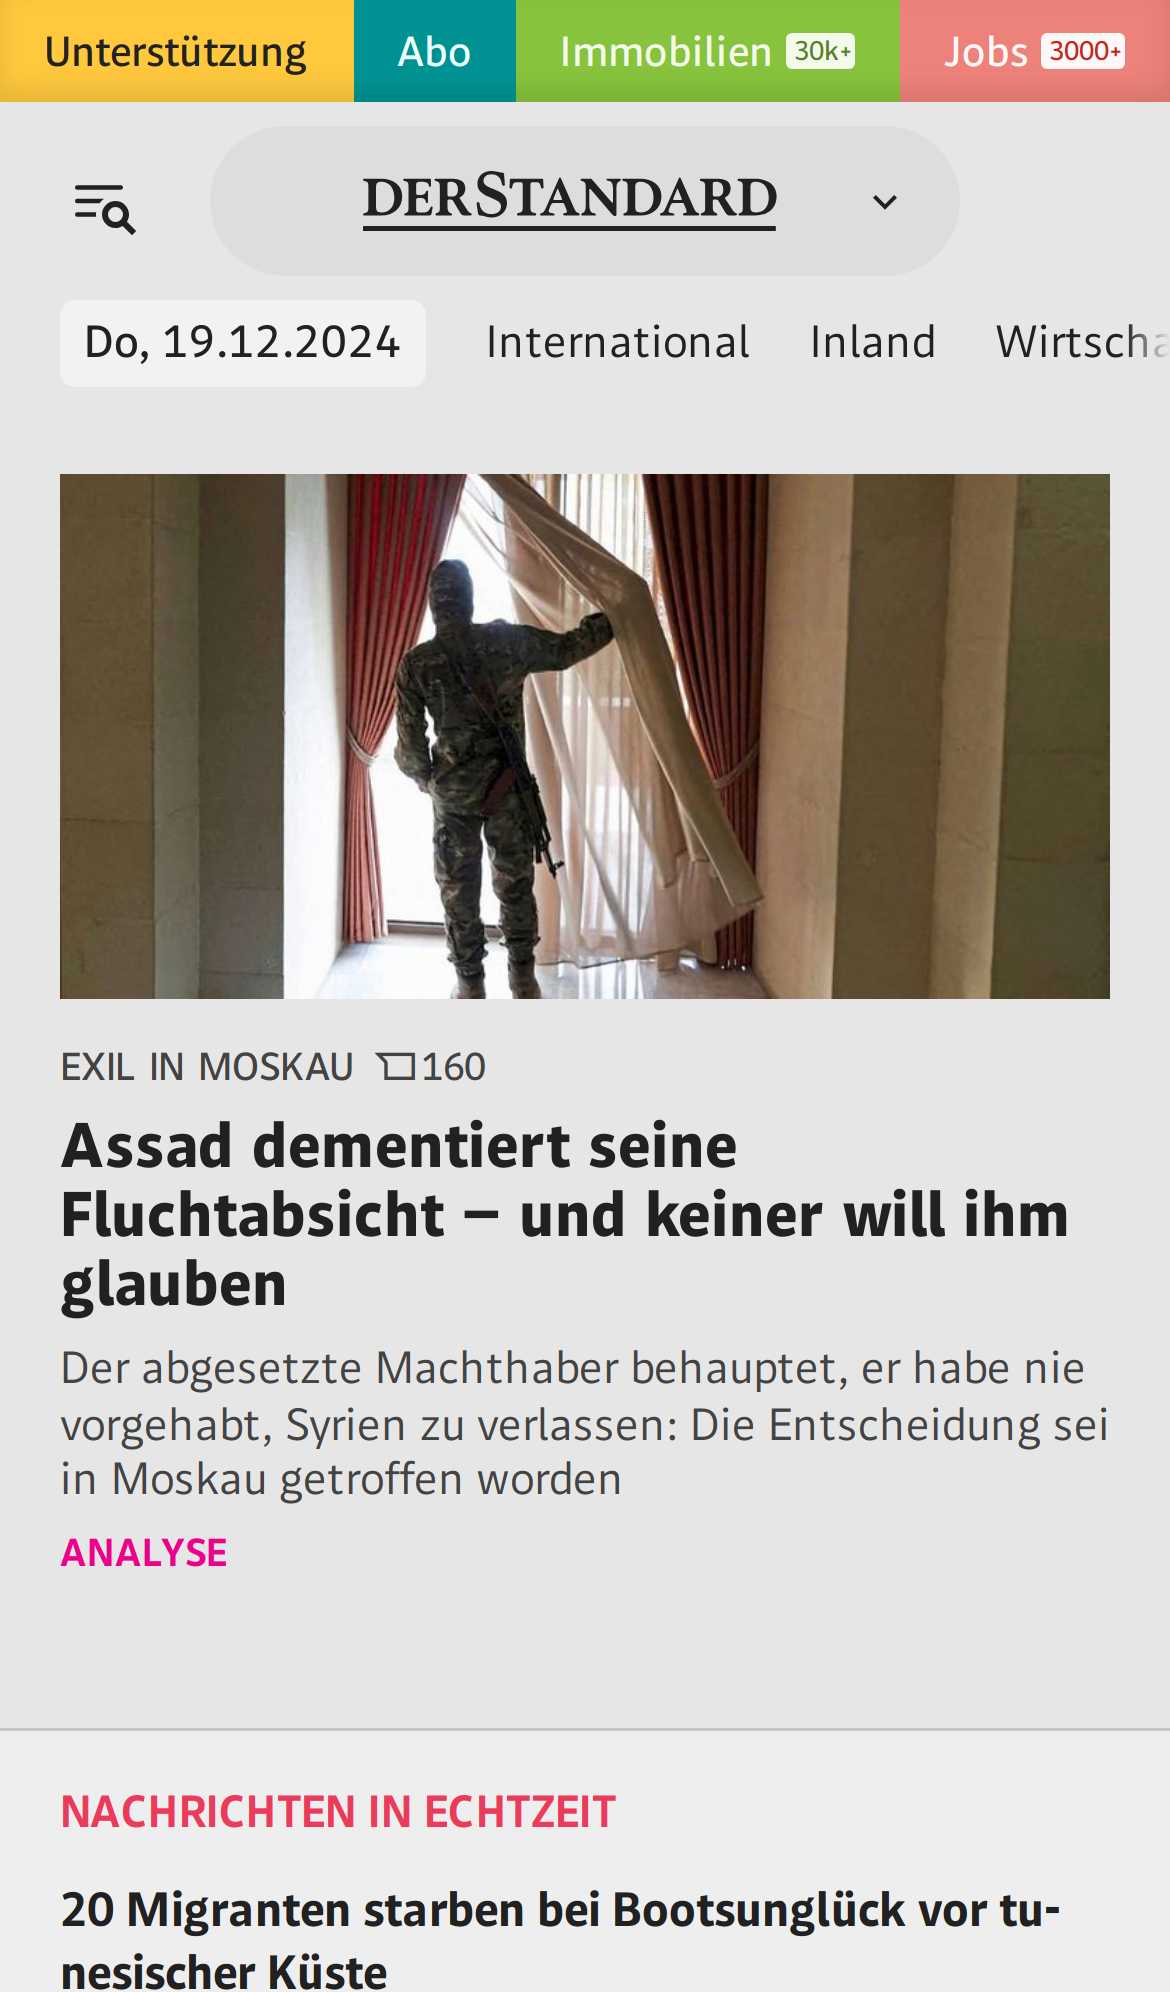 Unterstützung Abo Immobilien 30k+ Jobs 3000+
DERSTANDARD
Do, 19.12.2024 International Inland Wirtscha
EXIL IN MOSKAU 160
Assad dementiert seine
Fluchtabsicht – und keiner will ihm
glauben
Der abgesetzte Machthaber behauptet, er habe nie
vorgehabt, Syrien zu verlassen: Die Entscheidung sei
in Moskau getroffen worden
ANALYSE
NACHRICHTEN IN ECHTZEIT
20 Migranten starben bei Bootsunglück vor tu-
nesischer Küste